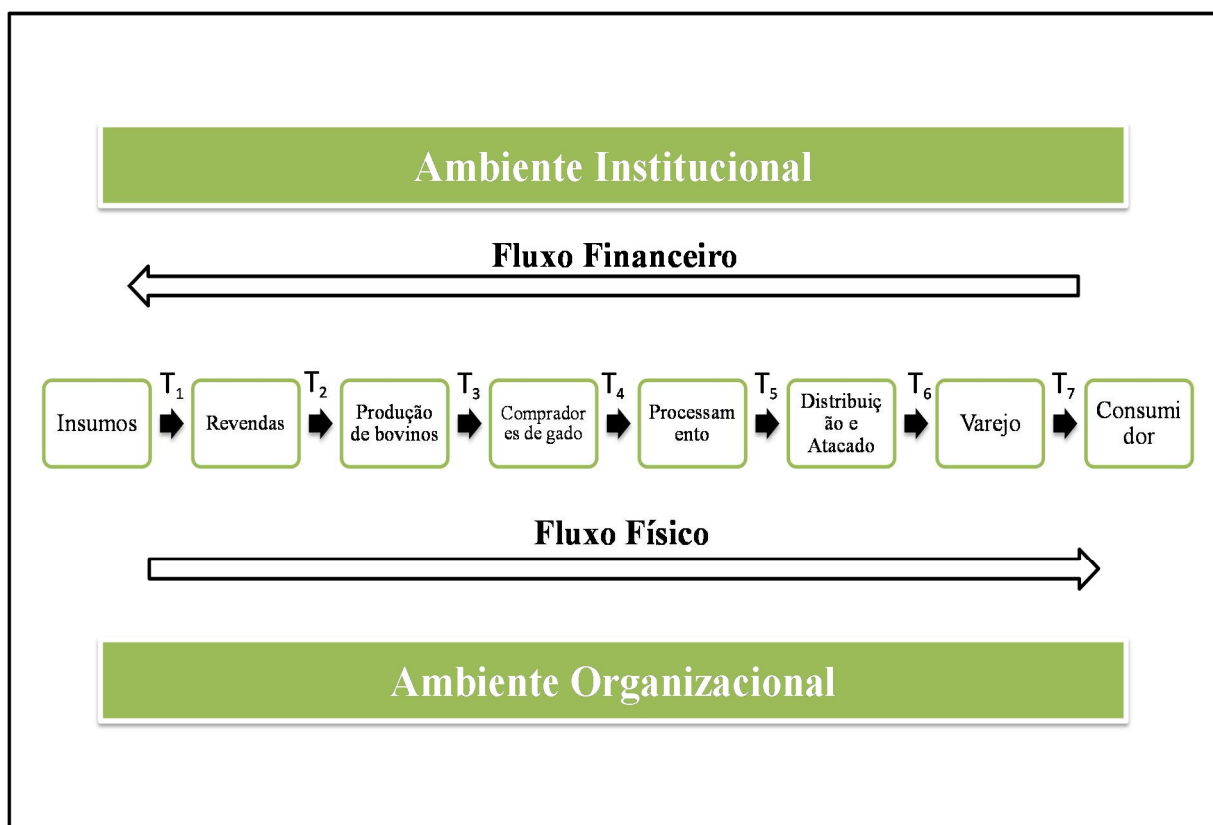 Ambiente Institucional
Fluxo Financeiro
T1
T2
T3
T4
T5
T6
T7
Insumos
Revendas
Produção
de bovinos
Comprador
es de gado
Processam
ento
Distribuiç
ão e
Atacado
Varejo
Consumi
dor
Fluxo Físico
Ambiente Organizacional